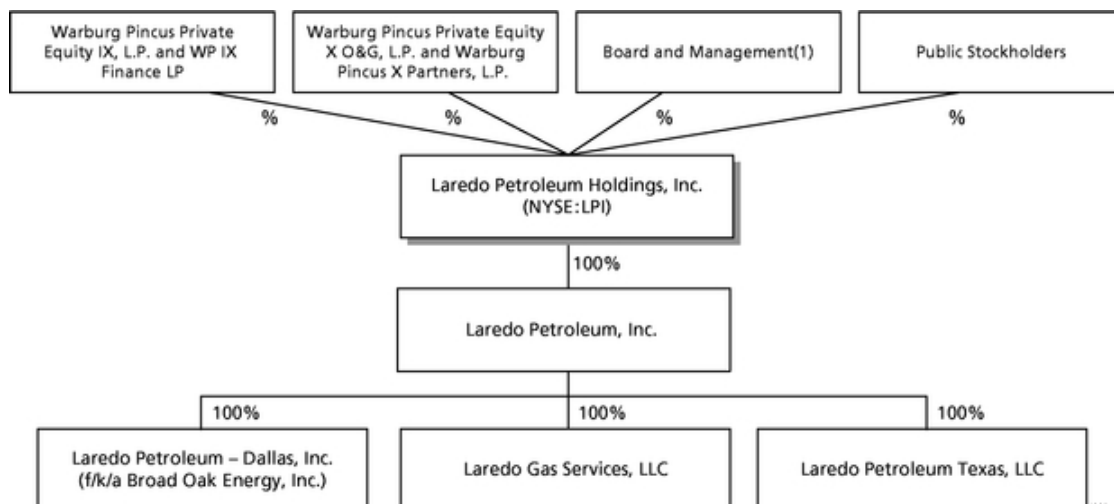 Warburg Pincus Private
Equity IX, L.P. and WP IX
Finance LP
Warburg Pincus Private Equity
X O&G, L.P. and Warburg
Pincus X Partners, L.P.
Board and Management(1)
Public Stockholders
%
%
%
%
Laredo Petroleum Holdings, Inc.
(NYSE:LPI)
100%
Laredo Petroleum, Inc.
100%
100%
100%
Laredo Petroleum – Dallas, Inc.
(f/k/a Broad Oak Energy, Inc.)
Laredo Gas Services, LLC
Laredo Petroleum Texas, LLC